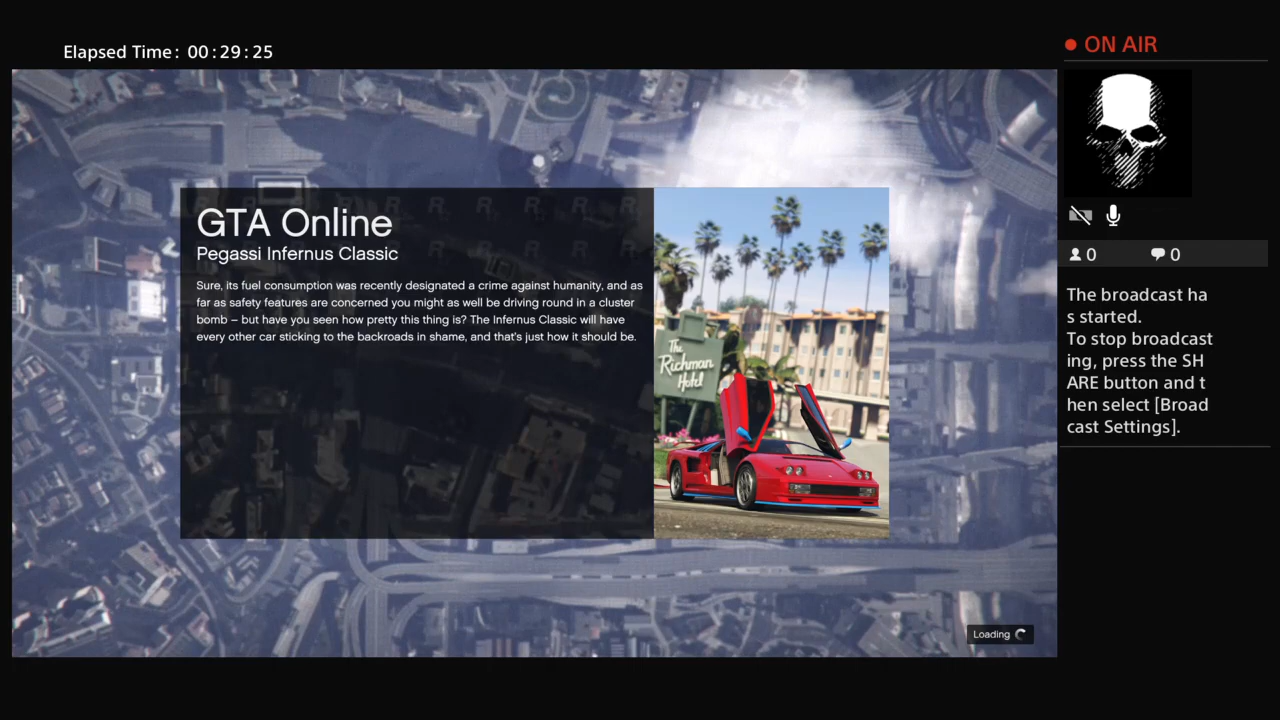 Elapsed Time: 00:29:25
ON AIR
GTA Online
Pegassi Infernus Classic
Sure, its fuel consumption was recently designated a crime against humanity, and as
far as safety features are concerned you might as well be driving round in a cluster
bomb – but have you seen how pretty this thing is? The Infernus Classic will have
every other car sticking to the backroads in shame, and that's just how it should be.
The
Richman
Hotel
Loading
0 0
The broadcast ha
s started.
To stop broadcast
ing, press the SH
ARE button and t
hen select [Broad
cast Settings].